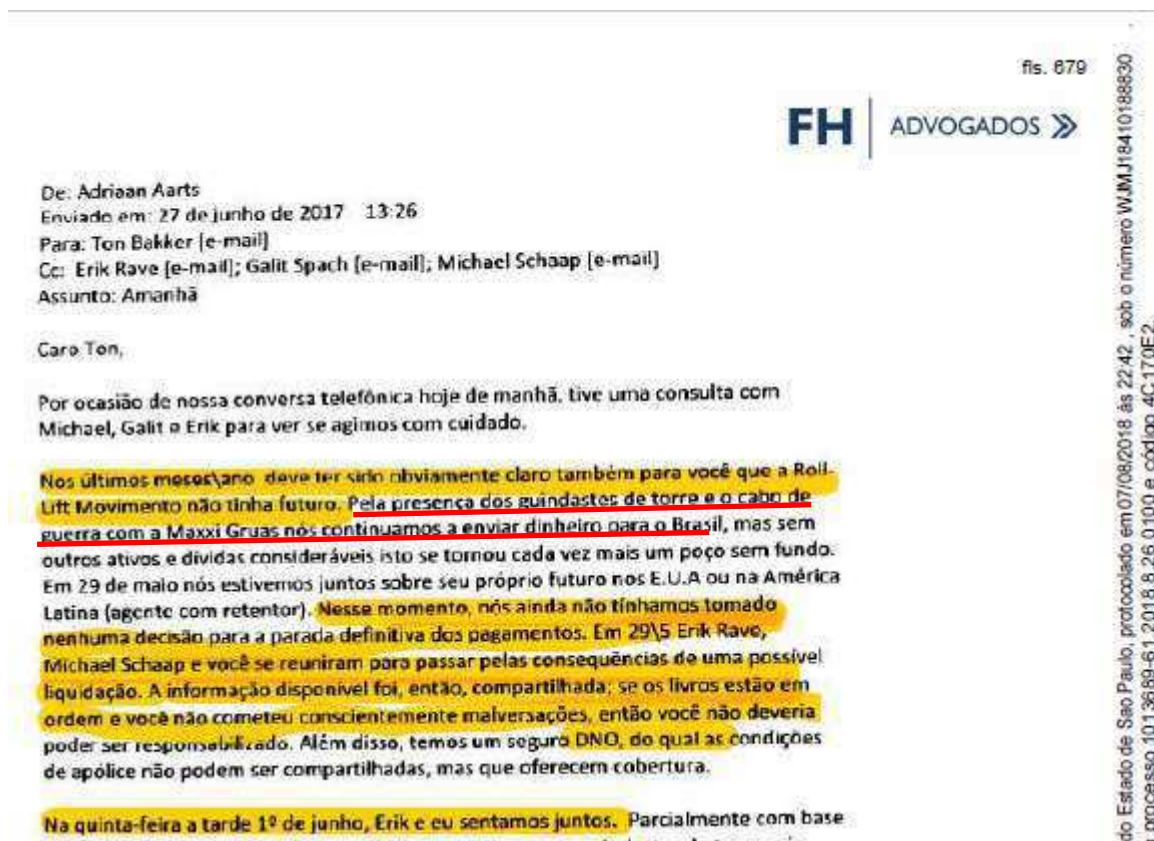 fls. 679
FH ADVOGADOS
De: Adriaan Aarts
Enviado em: 27 de junho de 2017 13:26
Para: Ton Bakker [e-mail]
Cc: Erik Rave [e-mail]; Galit Spach [e-mail]; Michael Schaap [e-mail]
Assunto: Amanhã
Caro Ton,
Por ocasião de nossa conversa telefônica hoje de manhã, tive uma consulta com
Michael, Galit e Erik para ver se agimos com cuidado.
Nos últimos meses\ano deve ter sido obviamente claro também para você que a Roll-
Lift Movimento não tinha futuro. Pela presença dos guindastes de torre e o cabo de
guerra com a Maxxi Gruas nós continuamos a enviar dinheiro para o Brasil, mas sem
outros ativos e dívidas consideráveis isto se tornou cada vez mais um poço sem fundo.
Em 29 de maio nós estivemos juntos sobre seu próprio futuro nos E.U.A ou na América
Latina (agente com retentor). Nesse momento, nós ainda não tínhamos tomado
nenhuma decisão para a parada definitiva dos pagamentos. Em 29\5 Erik Rave,
Michael Schaap e você se reuniram para passar pelas consequências de uma possível
liquidação. A informação disponível foi, então, compartilhada; se os livros estão em
ordem e você não cometeu conscientemente malversações, então você não deveria
poder ser responsabilizado. Além disso, temos um seguro DNO, do qual as condições
de apólice não podem ser compartilhadas, mas que oferecem cobertura.
Na quinta-feira a tarde 1º de junho, Erik e eu sentamos juntos. Parcialmente com base
do Estado de Sao Paulo, protocolado em 07/08/2018 às 22:42 , sob o número WJMJ18410188830
processo 1013689-61.2018.8.26.0100 e código 4C170E2.